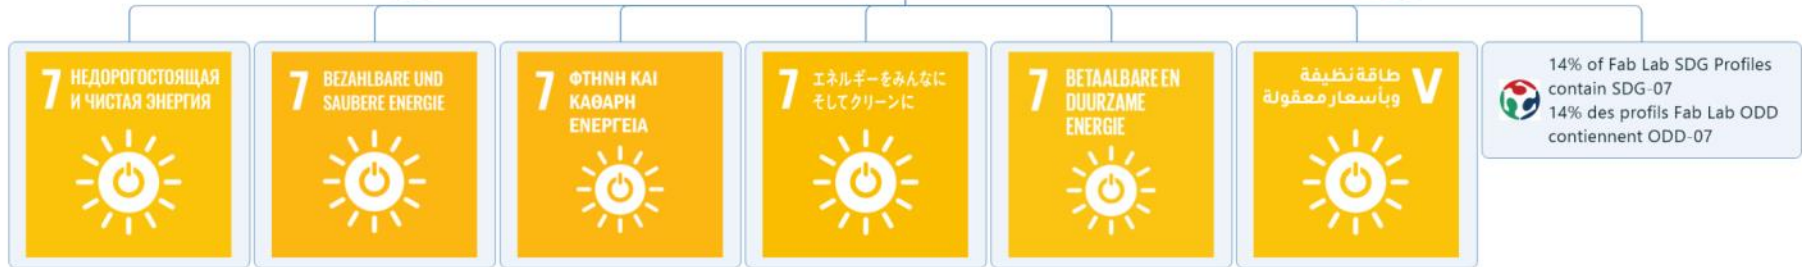 7 НЕДОРОГОСТОЯЩАЯ
И ЧИСТАЯ ЭНЕРГИЯ
7 BEZAHLBARE UND
SAUBERE ENERGIE
7 ΦΤΗΝΗ ΚΑΙ
ΚΑΘΑΡΗ
ΕΝΕΡΓΕΙΑ
7 エネルギーをみんなに
そしてクリーンに
7 BETAALBARE EN
DUURZAME
ENERGIE
٧ طاقة نظيفة
وبأسعار معقولة
14% of Fab Lab SDG Profiles
contain SDG-07
14% des profils Fab Lab ODD
contiennent ODD-07